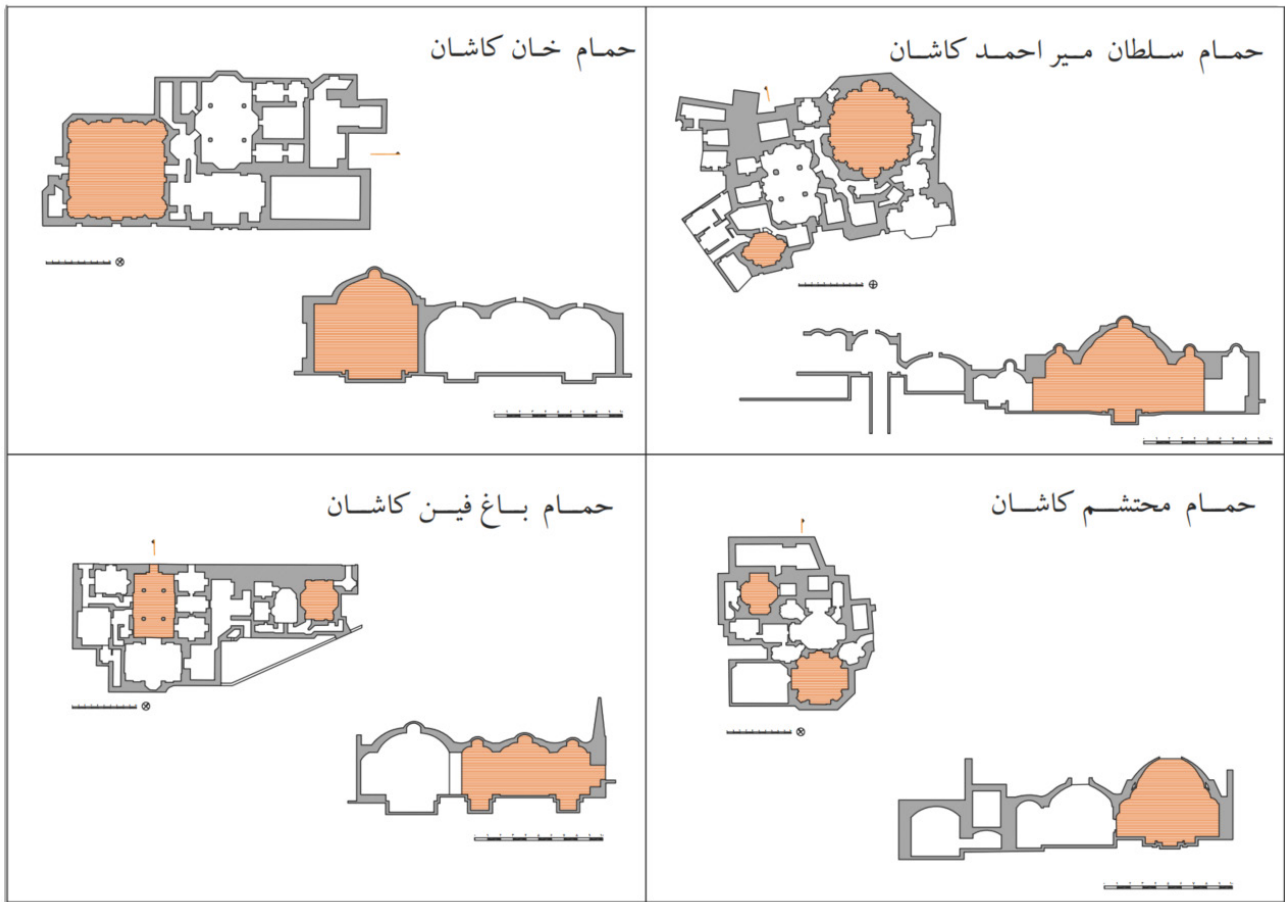 حمام سلطان میر احمد کاشان
حمام خان کاشان
حمام محتشم کاشان
حمام باغ فین کاشان